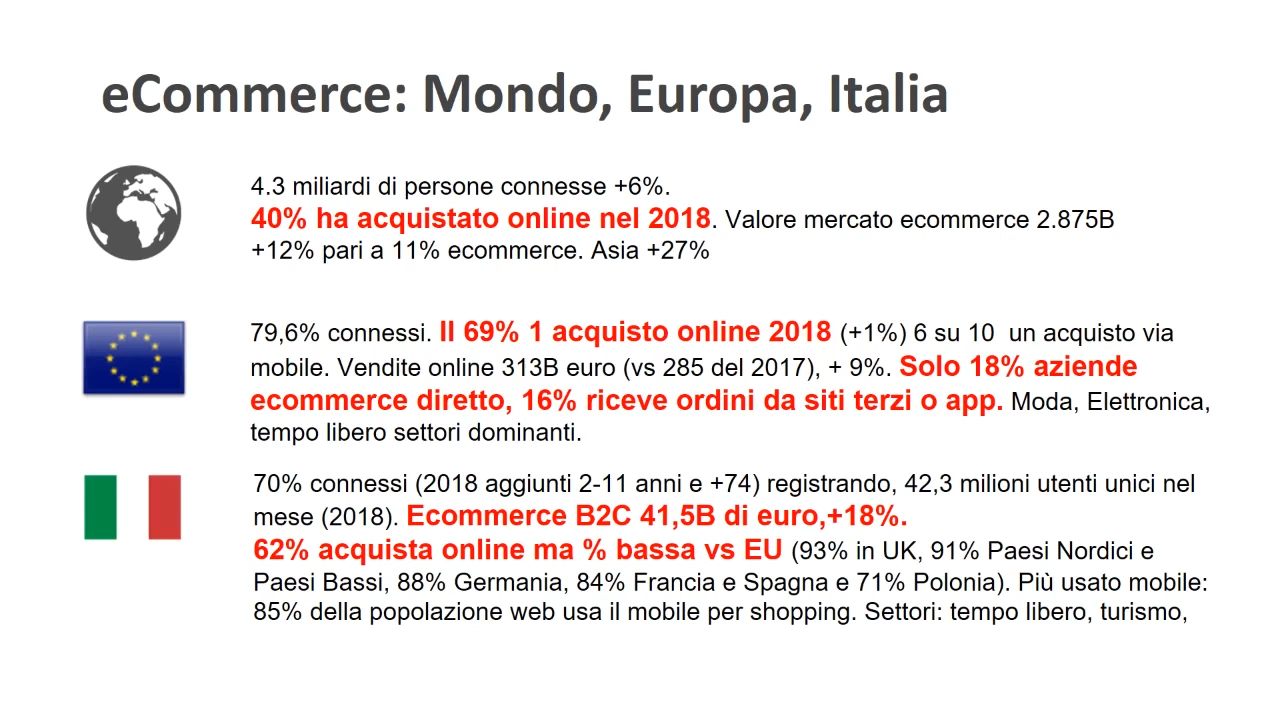 eCommerce: Mondo, Europa, Italia
4.3 miliardi di persone connesse +6%.
40% ha acquistato online nel 2018. Valore mercato ecommerce 2.875B
+12% pari a 11% ecommerce. Asia +27%
79,6% connessi. Il 69% 1 acquisto online 2018 (+1%) 6 su 10 un acquisto via
mobile. Vendite online 313B euro (vs 285 del 2017), + 9%. Solo 18% aziende
ecommerce diretto, 16% riceve ordini da siti terzi o app. Moda, Elettronica,
tempo libero settori dominanti.
70% connessi (2018 aggiunti 2-11 anni e +74) registrando, 42,3 milioni utenti unici nel
mese (2018). Ecommerce B2C 41,5B di euro,+18%.
62% acquista online ma % bassa vs EU (93% in UK, 91% Paesi Nordici e
Paesi Bassi, 88% Germania, 84% Francia e Spagna e 71% Polonia). Più usato mobile:
85% della popolazione web usa il mobile per shopping. Settori: tempo libero, turismo,